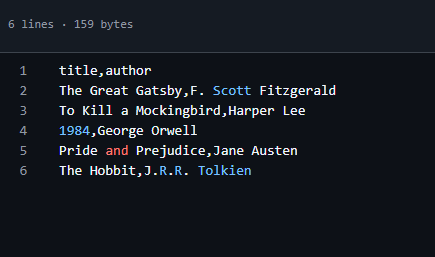 6 lines · 159 bytes
1 title,author
2 The Great Gatsby,F. Scott Fitzgerald
3 To Kill a Mockingbird,Harper Lee
4 1984,George Orwell
5 Pride and Prejudice,Jane Austen
6 The Hobbit,J.R.R. Tolkien